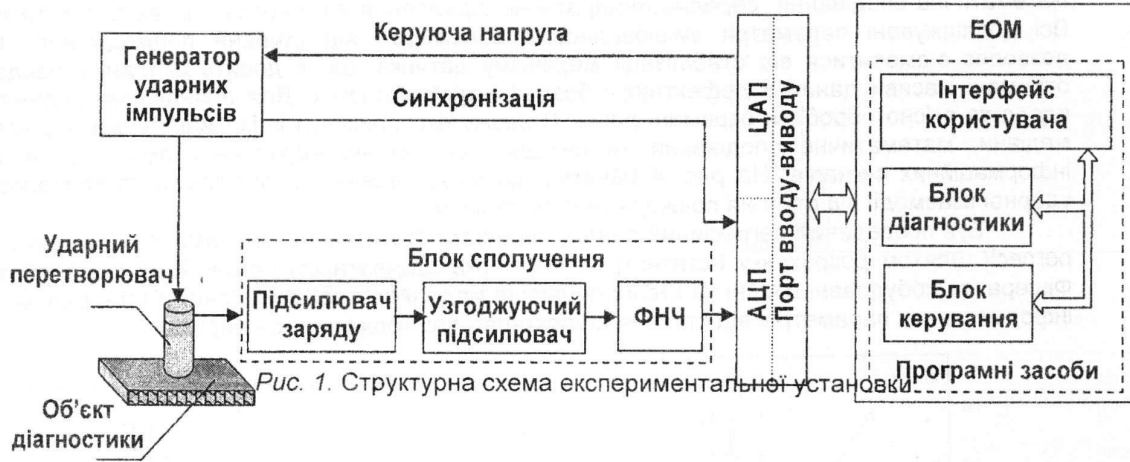 Генератор
ударних
імпульсів
Керуюча напруга
Синхронізація
ЦАП
АЦП
Порт вводу/виводу
ЕОМ
Інтерфейс
користувача
Блок
діагностики
Блок
керування
Програмні засоби
Ударний
перетворювач
Блок сполучення
Підсилювач
заряду
Узгоджуючий
підсилювач
ФНЧ
Об’єкт
діагностики
Рис. 1. Структурна схема експериментальної установки